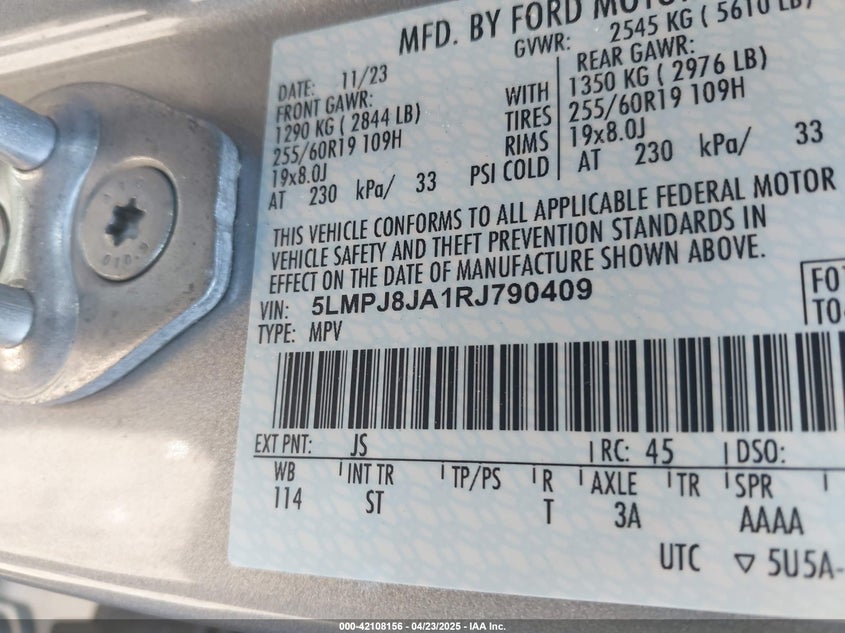 MFD. BY FORD MOTOR
GVWR: 2545 KG ( 5610 LB)
DATE: 11/23
FRONT GAWR:
1290 KG ( 2844 LB)
255/60R19 109H
19x8.0J
AT 230 kPa/ 33
WITH
TIRES
RIMS
PSI COLD
REAR GAWR:
1350 KG ( 2976 LB)
255/60R19 109H
19x8.0J
AT 230 kPa/ 33
THIS VEHICLE CONFORMS TO ALL APPLICABLE FEDERAL MOTOR
VEHICLE SAFETY AND THEFT PREVENTION STANDARDS IN
EFFECT ON THE DATE OF MANUFACTURE SHOWN ABOVE.
VIN: 5LMPJ8JA1RJ790409
TYPE: MPV
EXT PNT: JS RC: 45 DSO:
WB INT TR TP/PS R AXLE TR SPR
114 ST T 3A AAAA
UTC ▽ 5U5A-
010.9
000-42108156 - 04/23/2025 - IAA Inc.